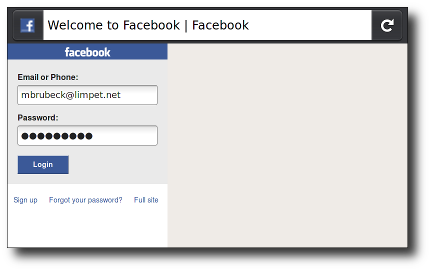 Welcome to Facebook | Facebook
facebook
Email or Phone:
mbrubeck@limpet.net
Password:
●●●●●●●●●
Login
Sign up Forgot your password? Full site